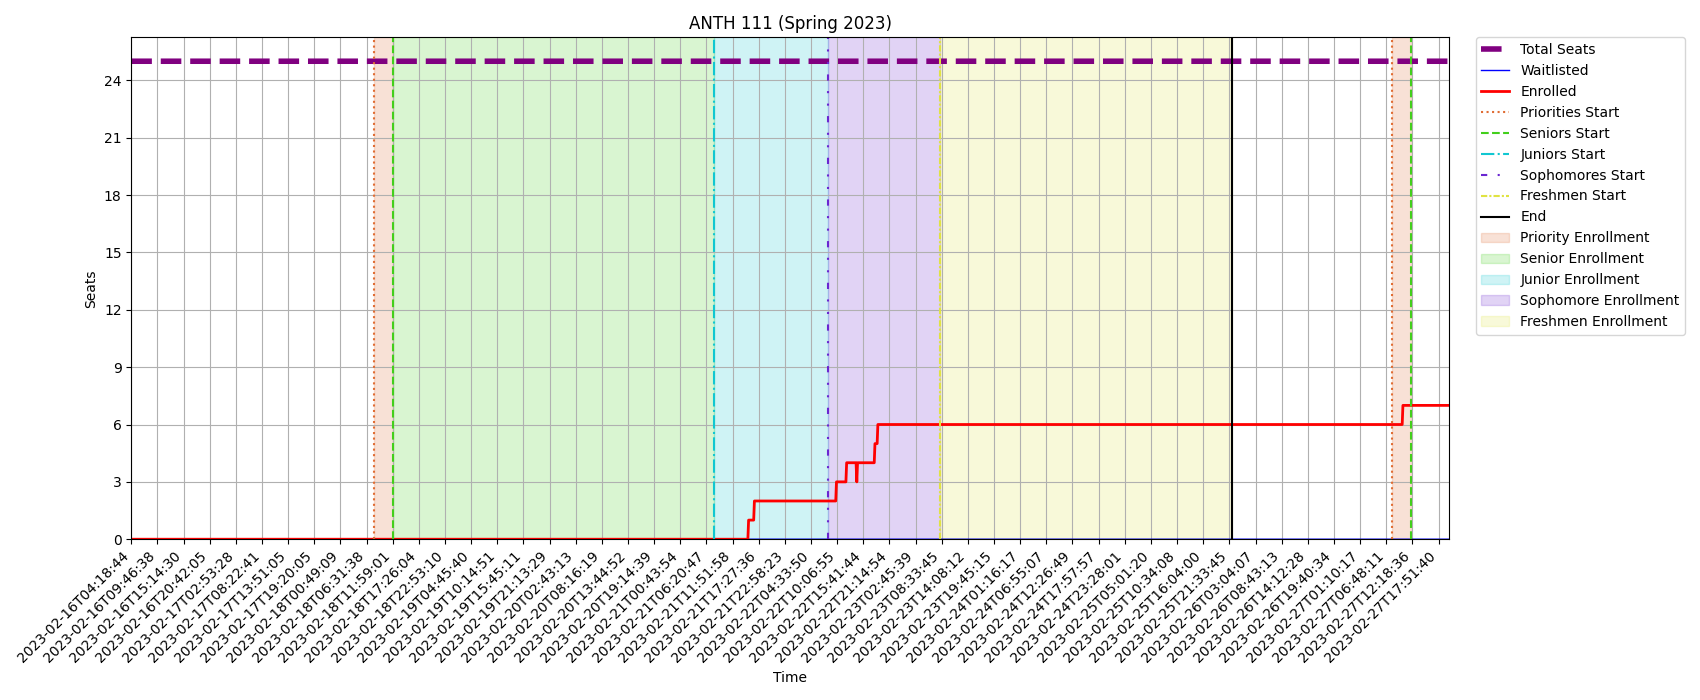 ANTH 111 (Spring 2023)
Seats
24
21
18
15
12
9
6
3
0
2023-02-16T04:18:44
2023-02-16T09:46:38
2023-02-16T15:14:30
2023-02-16T20:42:05
2023-02-17T02:53:28
2023-02-17T08:22:41
2023-02-17T13:51:05
2023-02-17T19:20:05
2023-02-18T00:49:09
2023-02-18T06:31:38
2023-02-18T11:59:01
2023-02-18T17:26:04
2023-02-18T22:53:10
2023-02-19T04:45:40
2023-02-19T10:14:51
2023-02-19T15:45:11
2023-02-19T21:13:29
2023-02-20T02:43:13
2023-02-20T08:16:19
2023-02-20T13:44:52
2023-02-20T19:14:39
2023-02-21T00:43:54
2023-02-21T06:20:47
2023-02-21T11:51:58
2023-02-21T17:27:36
2023-02-21T22:58:23
2023-02-22T04:33:50
2023-02-22T10:06:55
2023-02-22T15:41:44
2023-02-22T21:14:54
2023-02-23T02:45:39
2023-02-23T08:33:45
2023-02-23T14:08:12
2023-02-23T19:45:15
2023-02-24T01:16:17
2023-02-24T06:55:07
2023-02-24T12:26:49
2023-02-24T17:57:57
2023-02-24T23:28:01
2023-02-25T05:01:20
2023-02-25T10:34:08
2023-02-25T16:04:00
2023-02-25T21:33:45
2023-02-26T03:04:07
2023-02-26T08:43:13
2023-02-26T14:12:28
2023-02-26T19:40:34
2023-02-27T01:10:17
2023-02-27T06:48:11
2023-02-27T12:18:36
2023-02-27T17:51:40
Time
Total Seats
Waitlisted
Enrolled
Priorities Start
Seniors Start
Juniors Start
Sophomores Start
Freshmen Start
End
Priority Enrollment
Senior Enrollment
Junior Enrollment
Sophomore Enrollment
Freshmen Enrollment